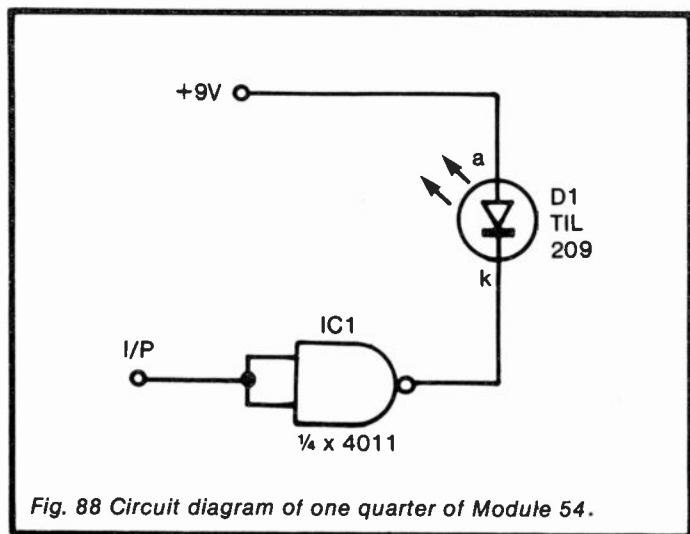 +9V
a
D1
TIL
209
k
IC1
I/P
¼ x 4011
Fig. 88 Circuit diagram of one quarter of Module 54.